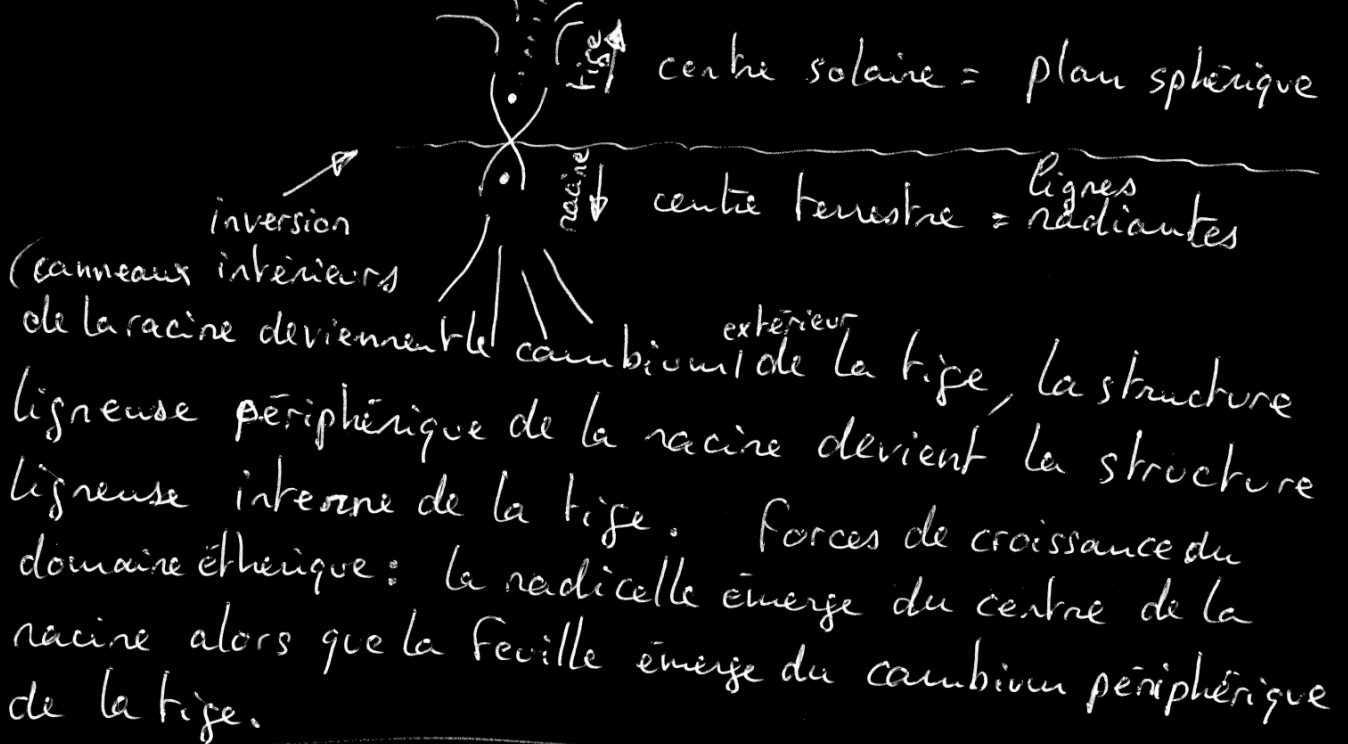 tige
centre solaire = plan sphérique
racine
lignes
centre terrestre = radiantes
inversion
(canneaux intérieurs
extérieur
de la racine deviennent le cambium de la tige, la structure
ligneuse périphérique de la racine devient la structure
ligneuse interne de la tige. Forces de croissance du
domaine éthérique : la radicelle émerge du centre de la
racine alors que la feuille émerge du cambium périphérique
de la tige.